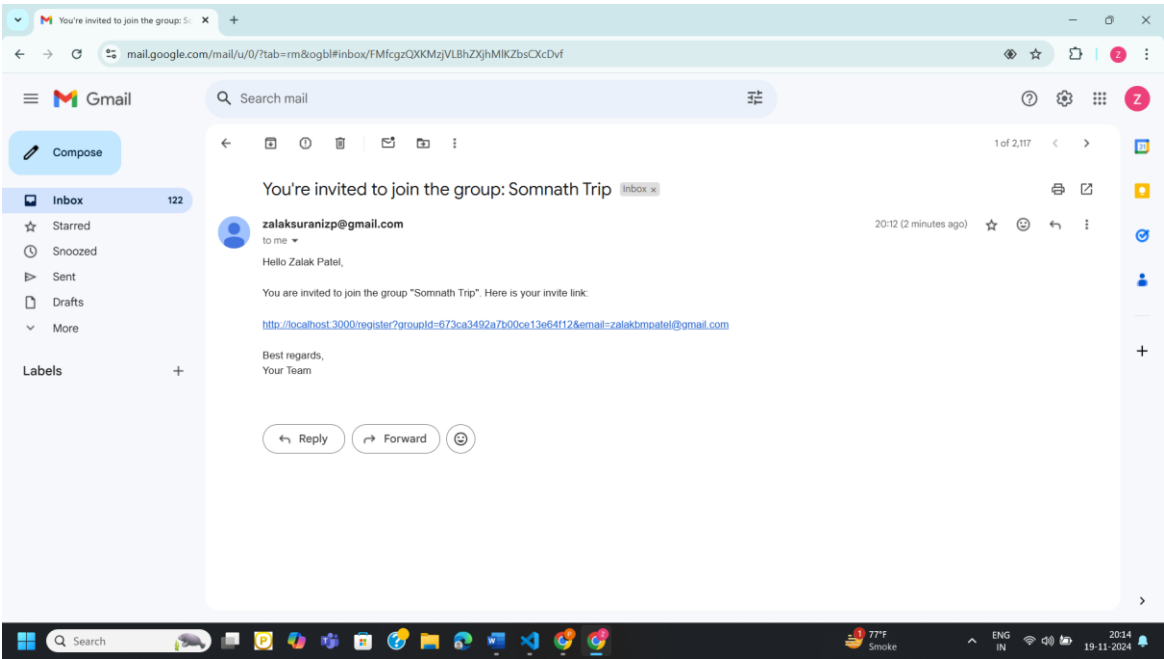 You're invited to join the group: So
mail.google.com/mail/u/0/?tab=rm&ogbl#inbox/FMfcgzQXKMzjVLBhZXjhMlKZbsCXcDvf
Z
Gmail
Search mail
Z
Compose
1 of 2,117
31
You're invited to join the group: Somnath Trip Inbox x
Inbox 122
zalaksuranizp@gmail.com 20:12 (2 minutes ago)
Starred
to me
Snoozed
Hello Zalak Patel,
Sent
You are invited to join the group "Somnath Trip". Here is your invite link:
Drafts
More
http://localhost:3000/register?groupId=673ca3492a7b00ce13e64f12&email=zalakbmpatel@gmail.com
Best regards,
Labels
Your Team
Reply Forward
Search
1 77°F
Smoke
ENG
IN
20:14
19-11-2024